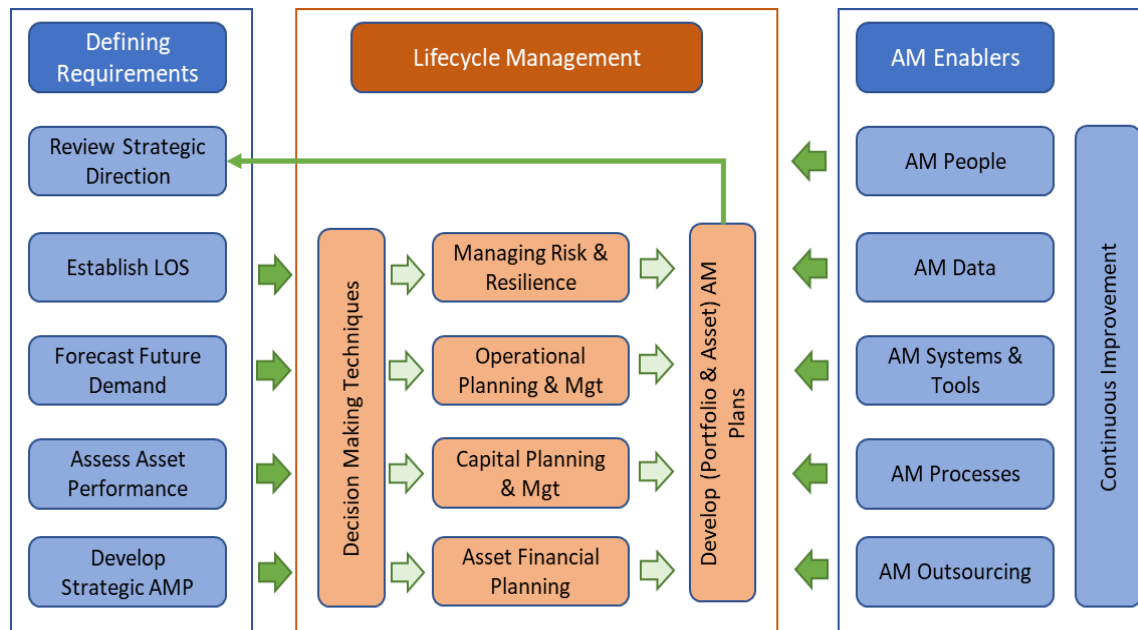 Defining
Requirements
Review Strategic
Direction
Establish LOS
Forecast Future
Demand
Assess Asset
Performance
Develop
Strategic AMP
Lifecycle Management
Decision Making Techniques
Managing Risk &
Resilience
Operational
Planning & Mgt
Capital Planning
& Mgt
Asset Financial
Planning
Develop (Portfolio & Asset) AM
Plans
AM Enablers
AM People
AM Data
AM Systems &
Tools
AM Processes
AM Outsourcing
Continuous Improvement